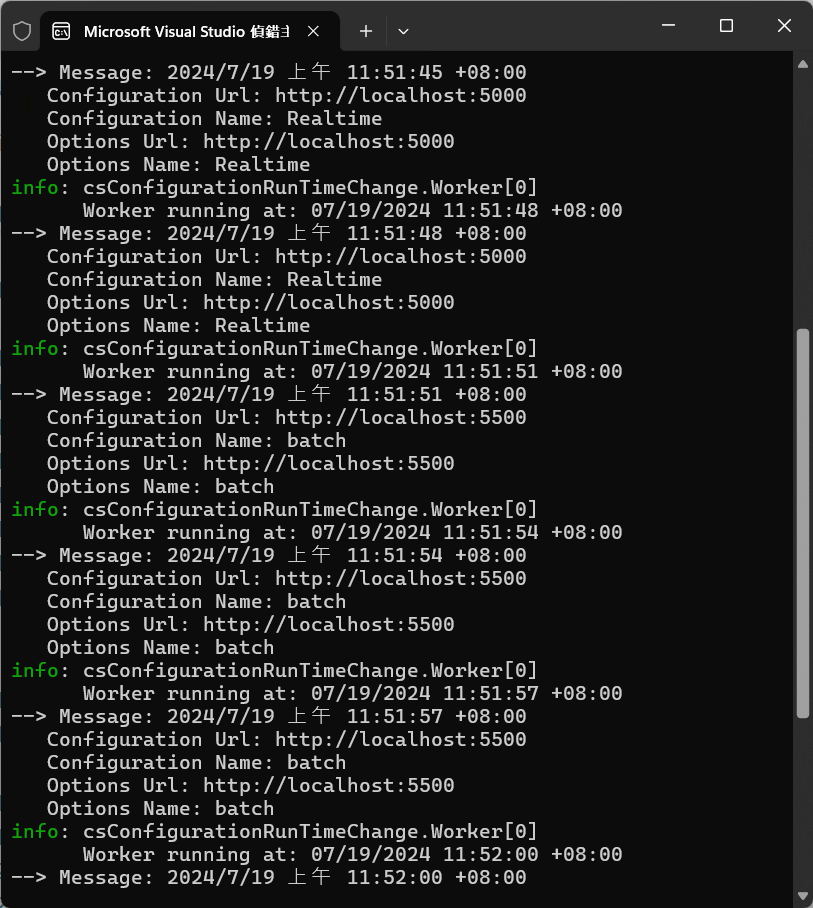 Microsoft Visual Studio 偵錯主
--> Message: 2024/7/19 上午 11:51:45 +08:00
   Configuration Url: http://localhost:5000
   Configuration Name: Realtime
   Options Url: http://localhost:5000
   Options Name: Realtime
info: csConfigurationRunTimeChange.Worker[0]
      Worker running at: 07/19/2024 11:51:48 +08:00
--> Message: 2024/7/19 上午 11:51:48 +08:00
   Configuration Url: http://localhost:5000
   Configuration Name: Realtime
   Options Url: http://localhost:5000
   Options Name: Realtime
info: csConfigurationRunTimeChange.Worker[0]
      Worker running at: 07/19/2024 11:51:51 +08:00
--> Message: 2024/7/19 上午 11:51:51 +08:00
   Configuration Url: http://localhost:5500
   Configuration Name: batch
   Options Url: http://localhost:5500
   Options Name: batch
info: csConfigurationRunTimeChange.Worker[0]
      Worker running at: 07/19/2024 11:51:54 +08:00
--> Message: 2024/7/19 上午 11:51:54 +08:00
   Configuration Url: http://localhost:5500
   Configuration Name: batch
   Options Url: http://localhost:5500
   Options Name: batch
info: csConfigurationRunTimeChange.Worker[0]
      Worker running at: 07/19/2024 11:51:57 +08:00
--> Message: 2024/7/19 上午 11:51:57 +08:00
   Configuration Url: http://localhost:5500
   Configuration Name: batch
   Options Url: http://localhost:5500
   Options Name: batch
info: csConfigurationRunTimeChange.Worker[0]
      Worker running at: 07/19/2024 11:52:00 +08:00
--> Message: 2024/7/19 上午 11:52:00 +08:00